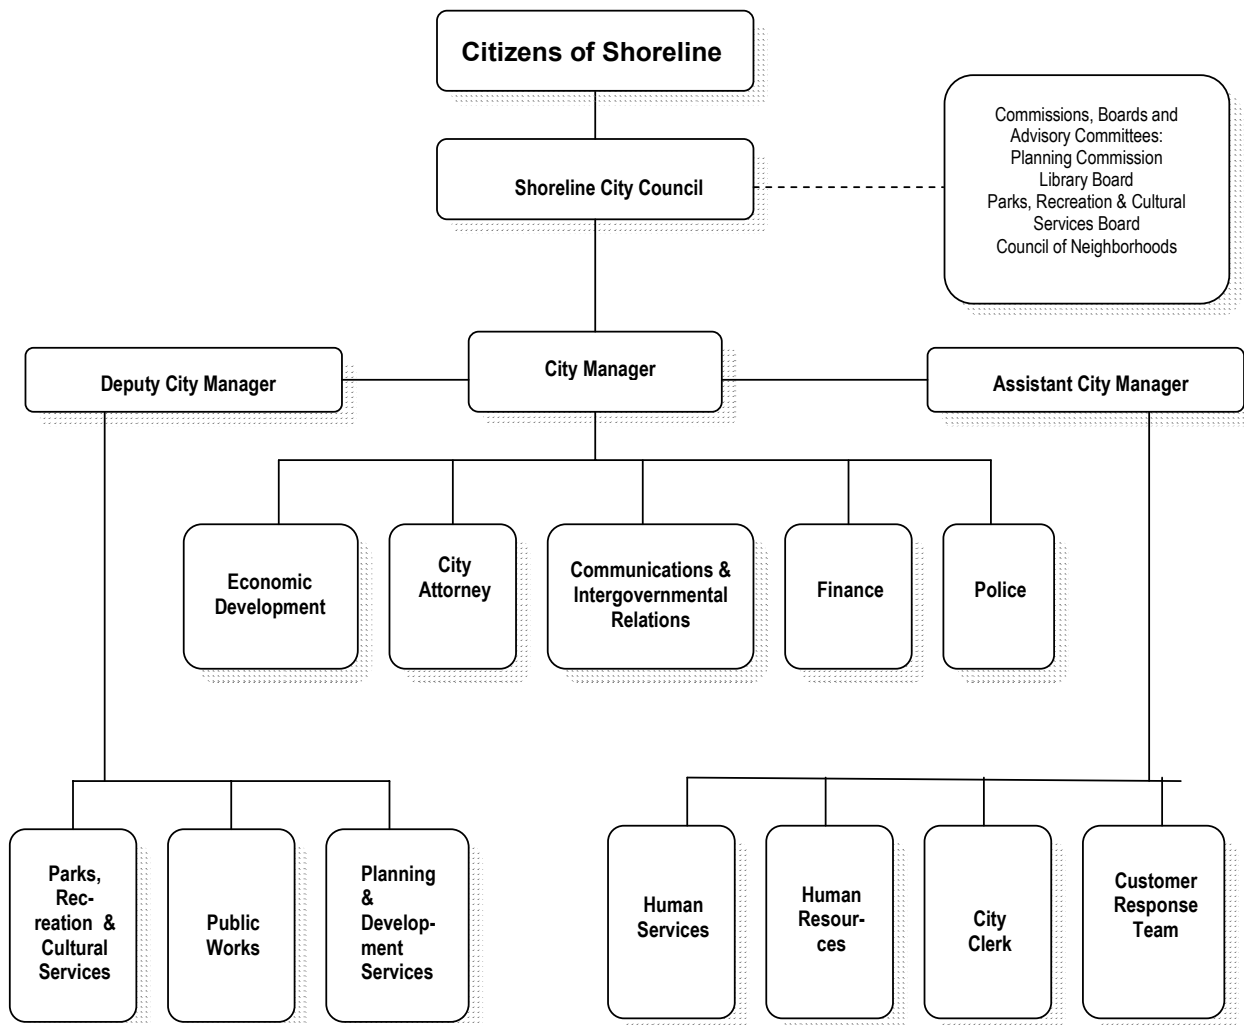 Citizens of Shoreline
Commissions, Boards and
Advisory Committees:
Planning Commission
Library Board
Parks, Recreation & Cultural
Services Board
Council of Neighborhoods
Shoreline City Council
City Manager
Deputy City Manager
Assistant City Manager
Economic
Development
City
Attorney
Communications &
Intergovernmental
Relations
Finance
Police
Parks,
Rec-
reation &
Cultural
Services
Public
Works
Planning
&
Develop-
ment
Services
Human
Services
Human
Resour-
ces
City
Clerk
Customer
Response
Team